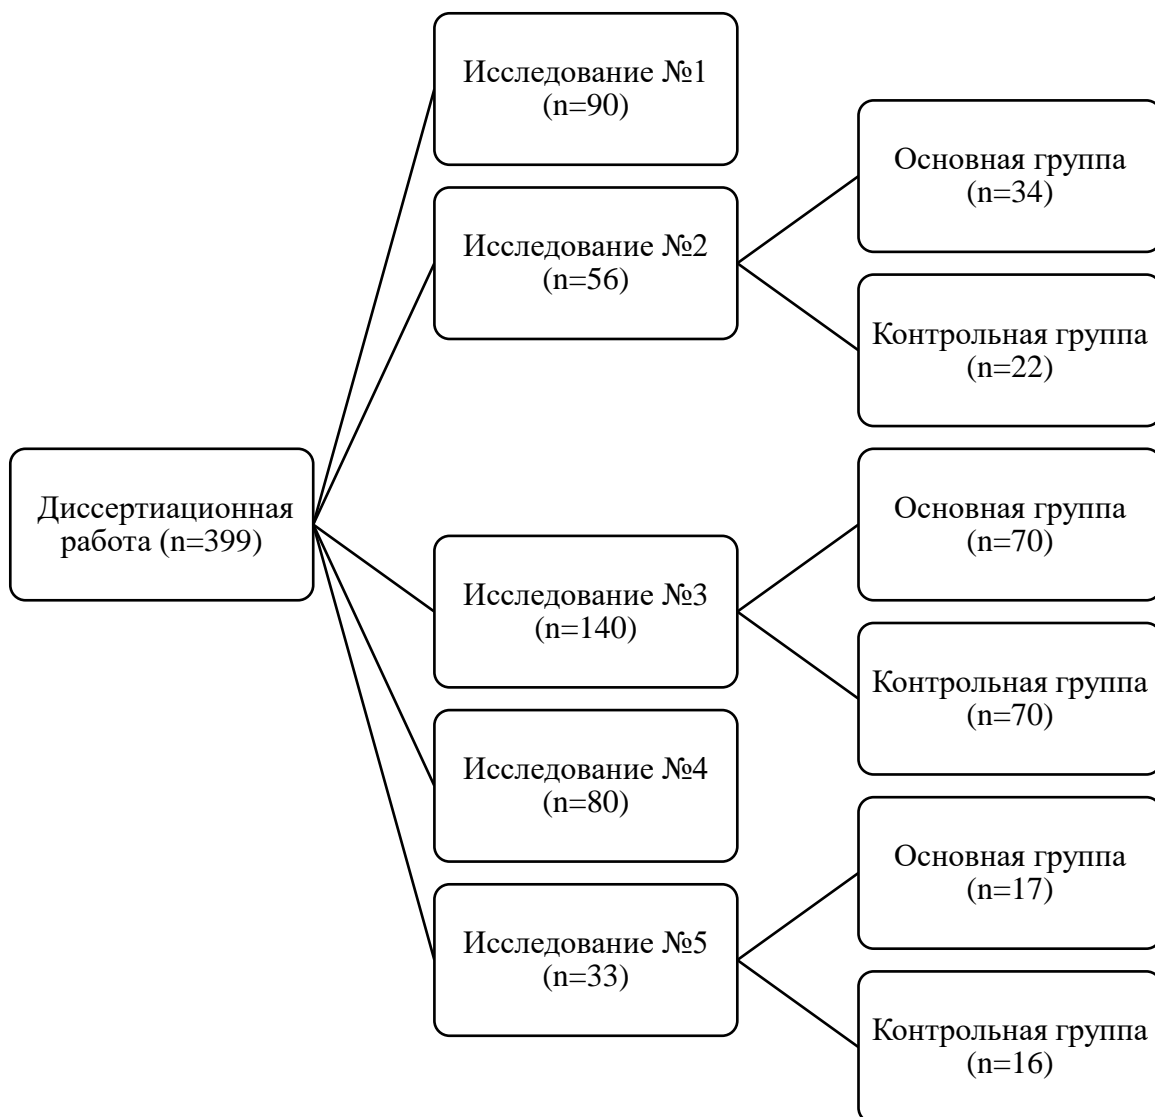 Диссертиационная
работа (n=399)
Исследование №1
(n=90)
Исследование №2
(n=56)
Основная группа
(n=34)
Контрольная группа
(n=22)
Исследование №3
(n=140)
Основная группа
(n=70)
Контрольная группа
(n=70)
Исследование №4
(n=80)
Исследование №5
(n=33)
Основная группа
(n=17)
Контрольная группа
(n=16)